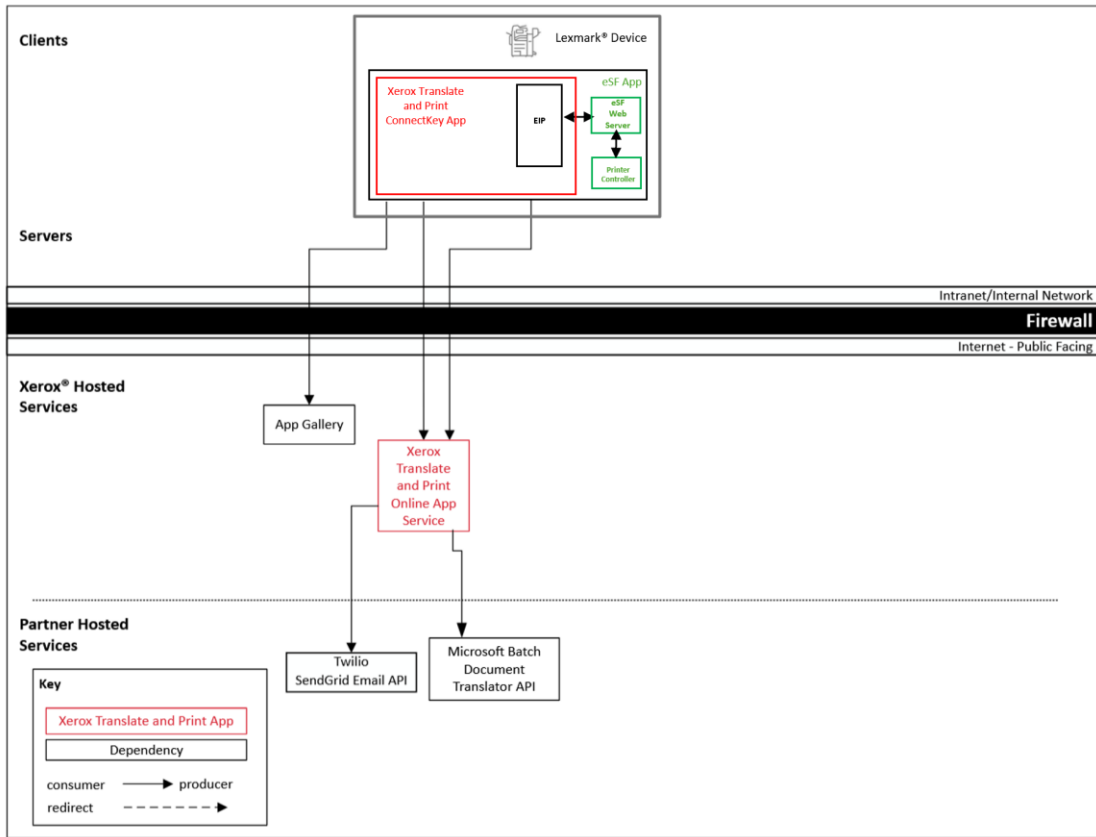 Clients
Lexmark® Device
eSF App
Xerox Translate
and Print
ConnectKey App
EIP
eSF
Web
Server
Printer
Controller
Servers
Intranet/Internal Network
Firewall
Internet - Public Facing
Xerox® Hosted
Services
App Gallery
Xerox
Translate
and Print
Online App
Service
Partner Hosted
Services
Twilio
SendGrid Email API
Microsoft Batch
Document
Translator API
Key
Xerox Translate and Print App
Dependency
consumer producer
redirect